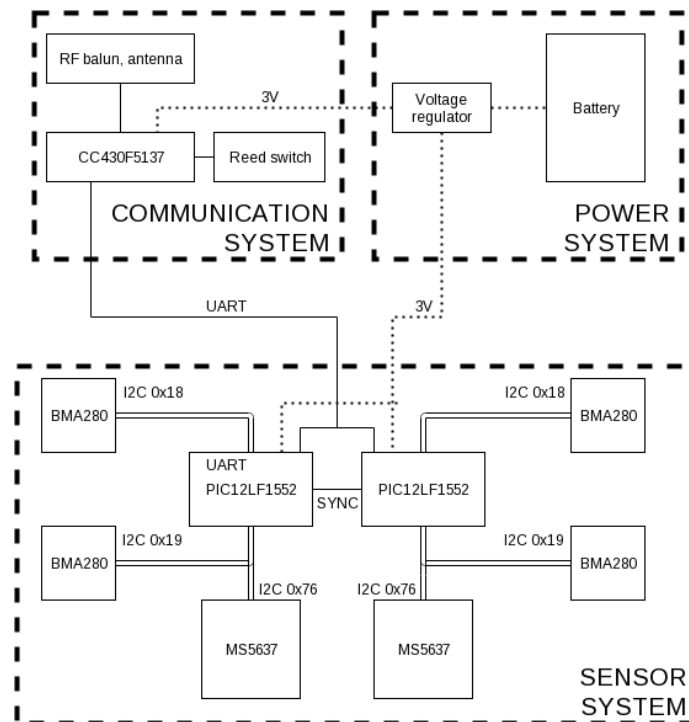 RF balun, antenna
3V
Voltage
regulator
Battery
CC430F5137
Reed switch
COMMUNICATION
SYSTEM
POWER
SYSTEM
UART
3V
I2C 0x18
I2C 0x18
BMA280
BMA280
UART
PIC12LF1552
PIC12LF1552
SYNC
I2C 0x19
I2C 0x19
BMA280
BMA280
I2C 0x76
I2C 0x76
MS5637
MS5637
SENSOR
SYSTEM